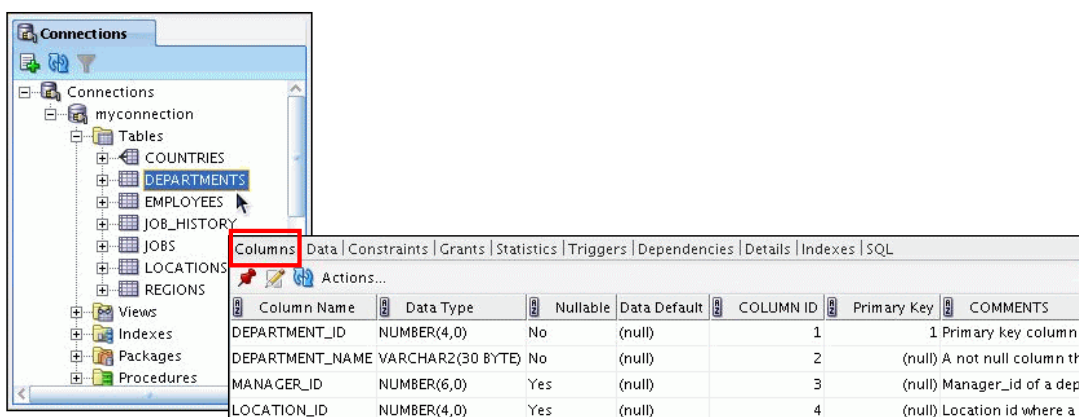 Connections
Connections
myconnection
Tables
COUNTRIES
DEPARTMENTS
EMPLOYEES
JOB_HISTORY
JOBS
LOCATIONS
REGIONS
Views
Indexes
Packages
Procedures
Columns Data Constraints Grants Statistics Triggers Dependencies Details Indexes SQL
Actions...
Column Name Data Type Nullable Data Default COLUMN ID Primary Key COMMENTS
DEPARTMENT_ID NUMBER(4,0) No (null) 1 1 Primary key column
DEPARTMENT_NAME VARCHAR2(30 BYTE) No (null) 2 (null) A not null column th
MANAGER_ID NUMBER(6,0) Yes (null) 3 (null) Manager_id of a dep
LOCATION_ID NUMBER(4,0) Yes (null) 4 (null) Location id where a